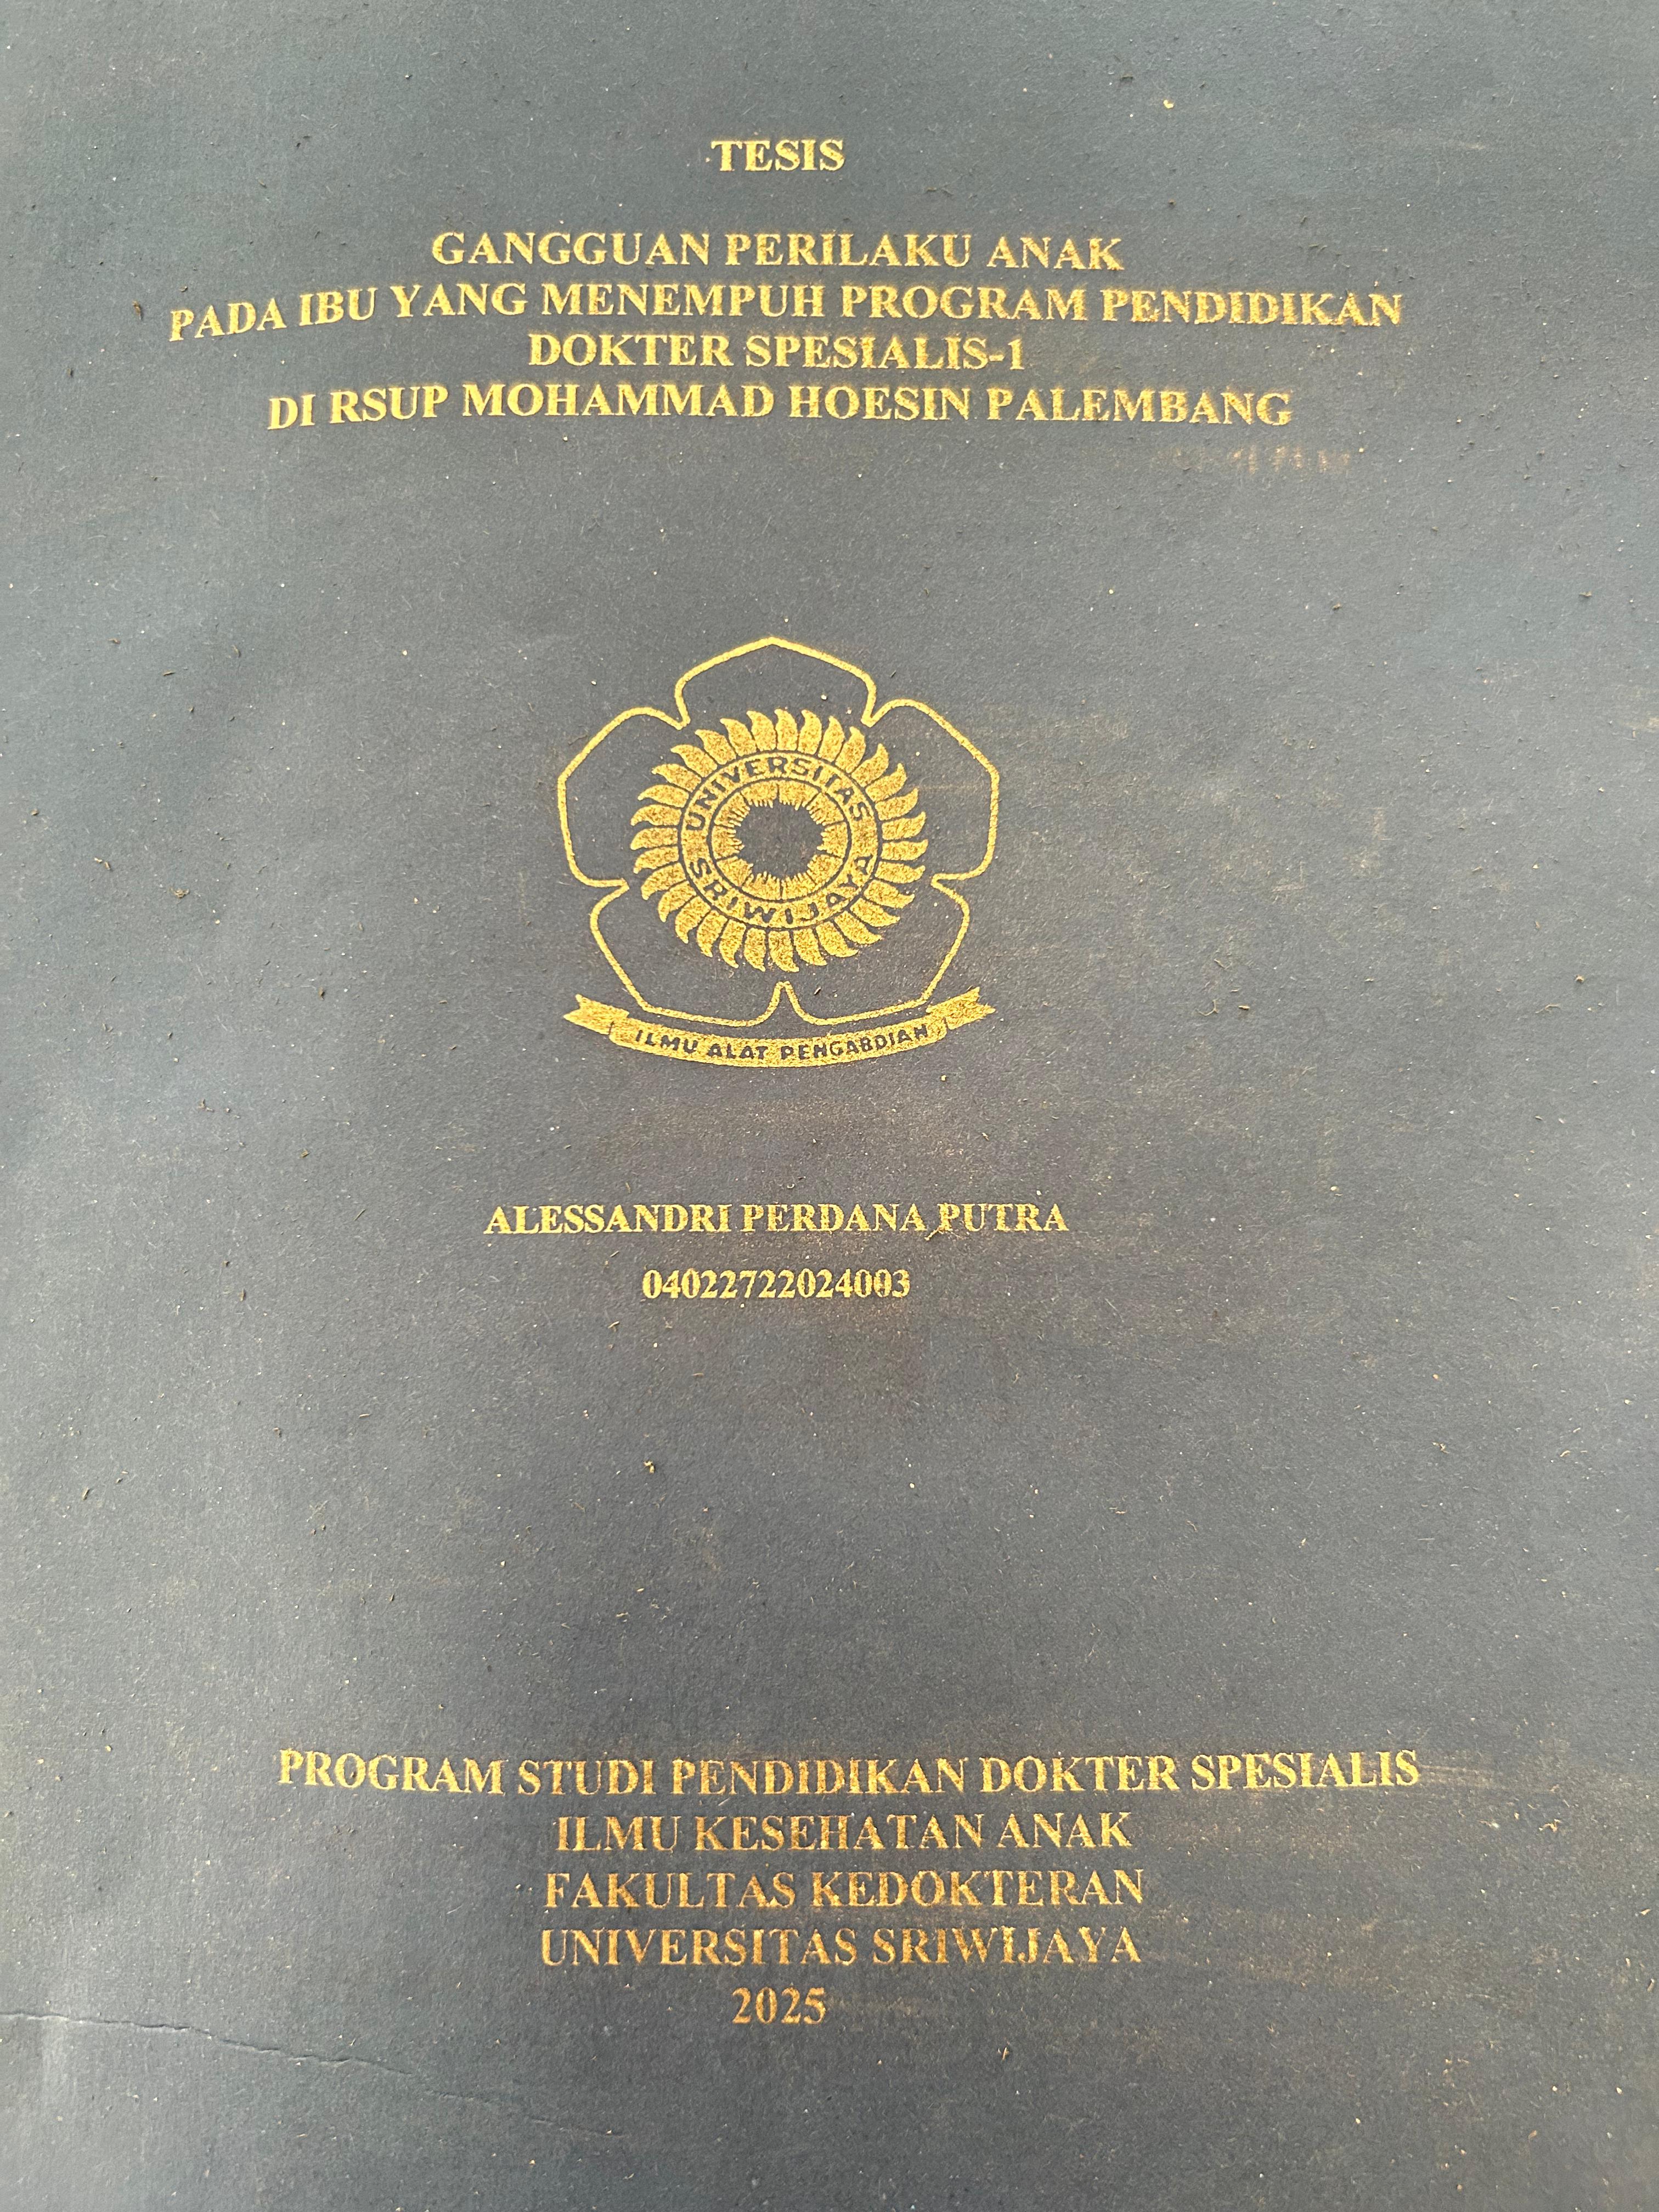 TESIS
GANGGUAN PERILAKU ANAK
PADA IBU YANG MENEMPUH PROGRAM PENDIDIKAN
DOKTER SPESIALIS-1
DI RSUP MOHAMMAD HOESIN PALEMBANG
UNIVERSITAS
SRIWIJAYA
ILMU ALAT PENGABDIAN
ALESSANDRI PERDANA PUTRA
04022722024003
PROGRAM STUDI PENDIDIKAN DOKTER SPESIALIS
ILMU KESEHATAN ANAK
FAKULTAS KEDOKTERAN
UNIVERSITAS SRIWIJAYA
2025